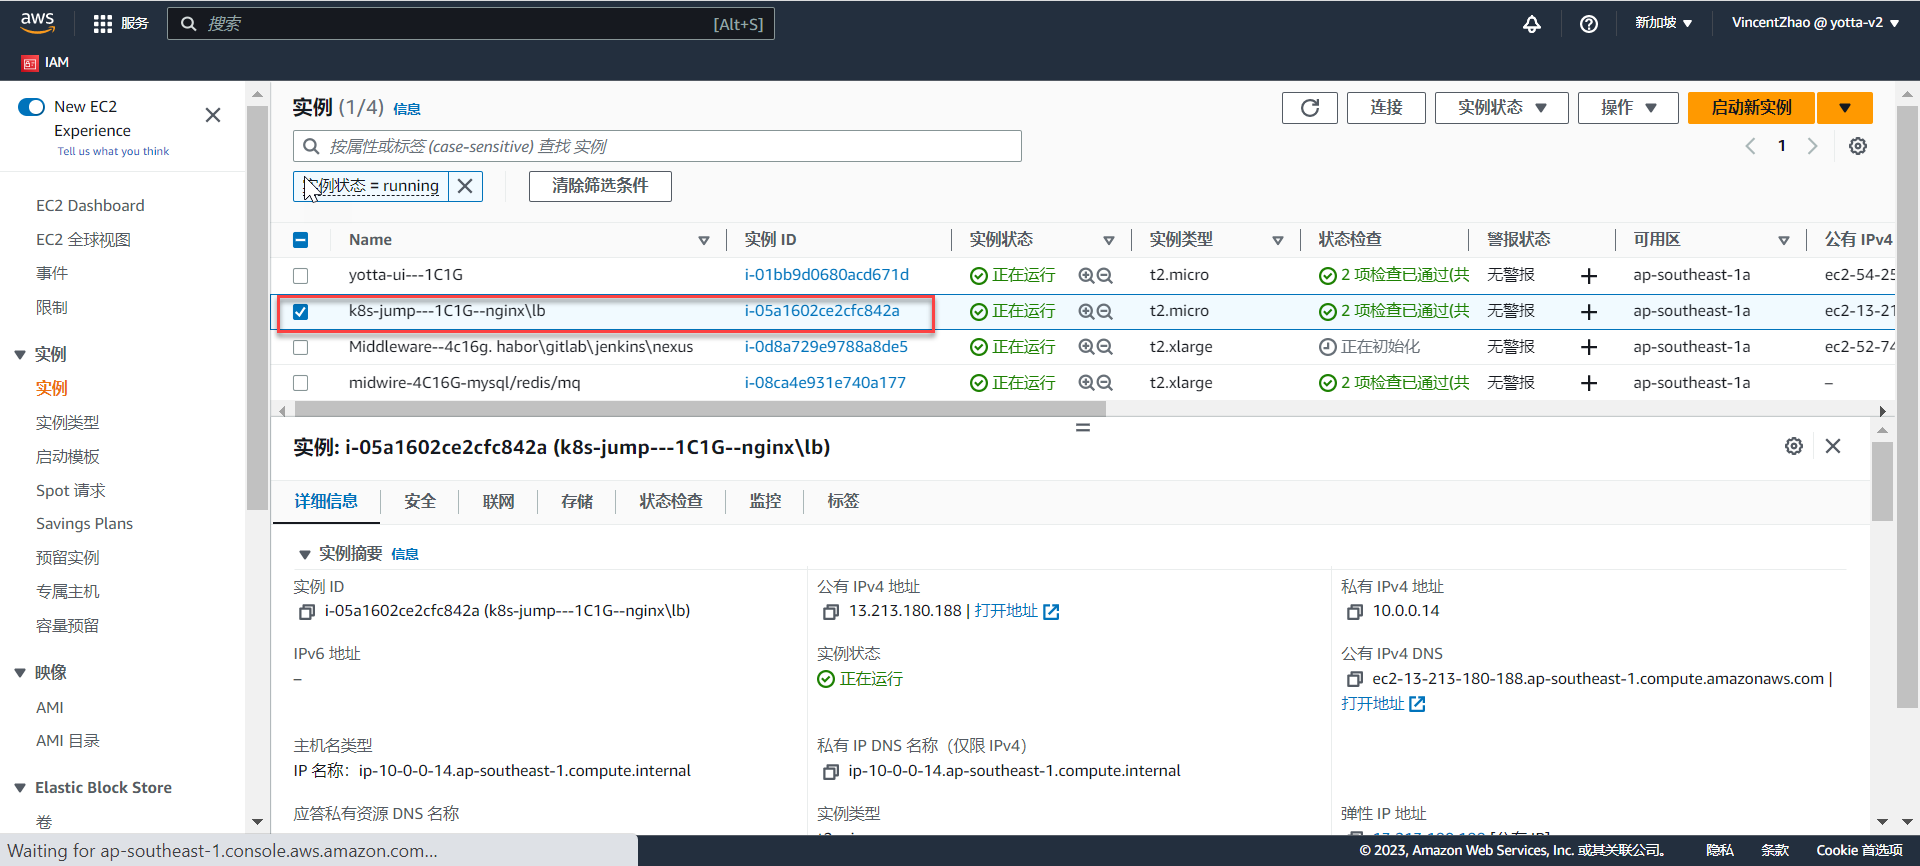 aws
服务
搜索
[Alt+S]
新加坡
VincentZhao @ yotta-v2
IAM
New EC2
Experience
Tell us what you think
EC2 Dashboard
EC2 全球视图
事件
限制
实例
实例
实例类型
启动模板
Spot 请求
Savings Plans
预留实例
专属主机
容量预留
映像
AMI
AMI 目录
Elastic Block Store
卷
实例 (1/4) 信息
连接
实例状态
操作
启动新实例
按属性或标签 (case-sensitive) 查找 实例
1
实例状态 = running
清除筛选条件
Name 实例 ID 实例状态 实例类型 状态检查 警报状态 可用区 公有 IPv4
yotta-ui---1C1G i-01bb9d0680acd671d 正在运行 t2.micro 2 项检查已通过(共 无警报 + ap-southeast-1a ec2-54-25
k8s-jump---1C1G--nginx\lb i-05a1602ce2cfc842a 正在运行 t2.micro 2 项检查已通过(共 无警报 + ap-southeast-1a ec2-13-21
Middleware--4c16g. habor\gitlab\jenkins\nexus i-0d8a729e9788a8de5 正在运行 t2.xlarge 正在初始化 无警报 + ap-southeast-1a ec2-52-74
midwire-4C16G-mysql/redis/mq i-08ca4e931e740a177 正在运行 t2.xlarge 2 项检查已通过(共 无警报 + ap-southeast-1a –
实例: i-05a1602ce2cfc842a (k8s-jump---1C1G--nginx\lb)
详细信息 安全 联网 存储 状态检查 监控 标签
实例摘要 信息
实例 ID
i-05a1602ce2cfc842a (k8s-jump---1C1G--nginx\lb)
公有 IPv4 地址
13.213.180.188 | 打开地址
私有 IPv4 地址
10.0.0.14
IPv6 地址
–
实例状态
正在运行
公有 IPv4 DNS
ec2-13-213-180-188.ap-southeast-1.compute.amazonaws.com |
打开地址
主机名类型
IP 名称: ip-10-0-0-14.ap-southeast-1.compute.internal
私有 IP DNS 名称（仅限 IPv4）
ip-10-0-0-14.ap-southeast-1.compute.internal
应答私有资源 DNS 名称
实例类型
弹性 IP 地址
Waiting for ap-southeast-1.console.aws.amazon.com...
© 2023, Amazon Web Services, Inc. 或其关联公司。
隐私
条款
Cookie 首选项